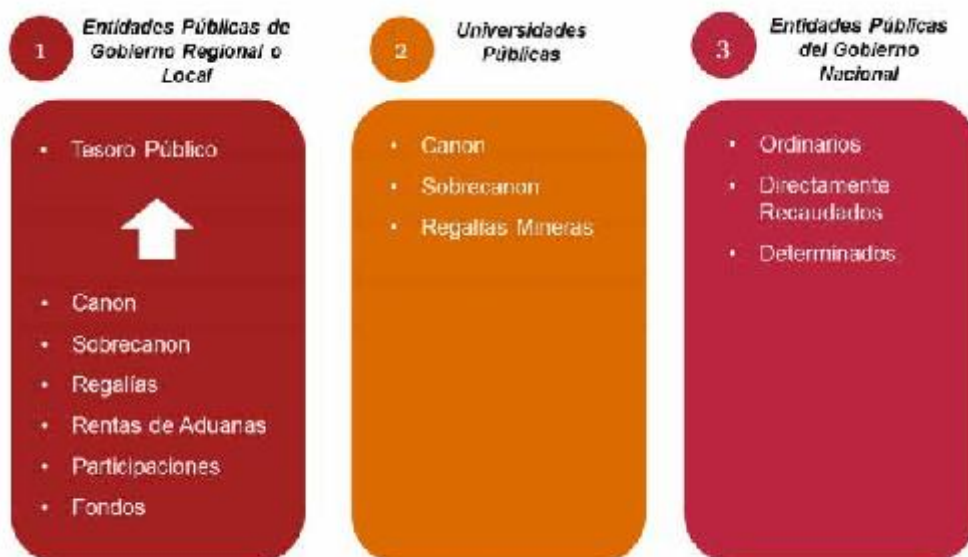 1
Entidades Públicas de
Gobierno Regional o
Local
• Tesoro Público
• Canon
• Sobrecanon
• Regalías
• Rentas de Aduanas
• Participaciones
• Fondos
2
Universidades
Públicas
• Canon
• Sobrecanon
• Regalías Mineras
3
Entidades Públicas
del Gobierno
Nacional
• Ordinarios
• Directamente
Recaudados
• Determinados